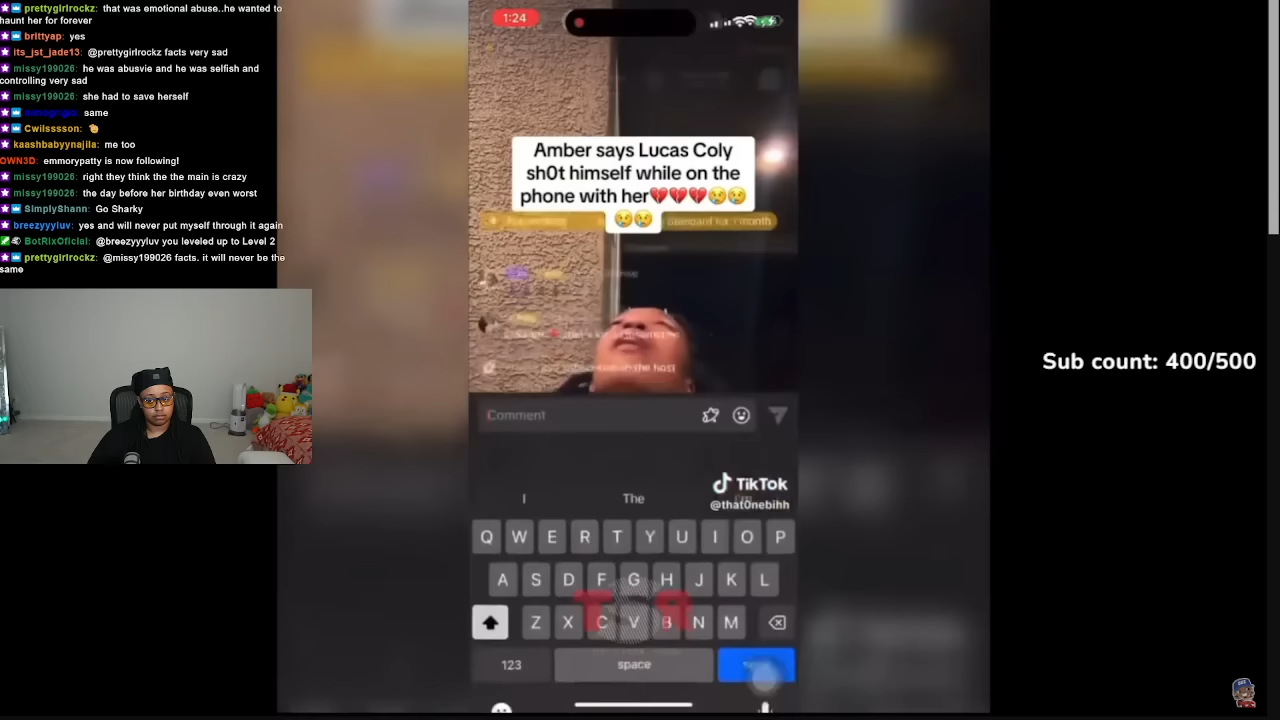 prettygirlrockz: that was emotional abuse..he wanted to
haunt her for forever
brittyap: yes
its_jst_jade13: @prettygirlrockz facts very sad
missy199026: he was abusvie and he was selfish and
controlling very sad
missy199026: she had to save herself
same
Cwilsssson:
kaashbabyynajila: me too
OWN3D: emmorypatty is now following!
missy199026: right they think the the main is crazy
missy199026: the day before her birthday even worst
SimplyShann: Go Sharky
breezyyyluv: yes and will never put myself through it again
BotRixOficial: @breezyyyluv you leveled up to Level 2
prettygirlrockz: @missy199026 facts. it will never be the
same
1:24
Amber says Lucas Coly
sh0t himself while on the
phone with her💔💔💔😢😢
😢😢
Comment
TikTok
@that0nebihh
I The
Q W E R T Y U I O P
A S D F G H J K L
Z X C V B N M
123 space
Sub count: 400/500